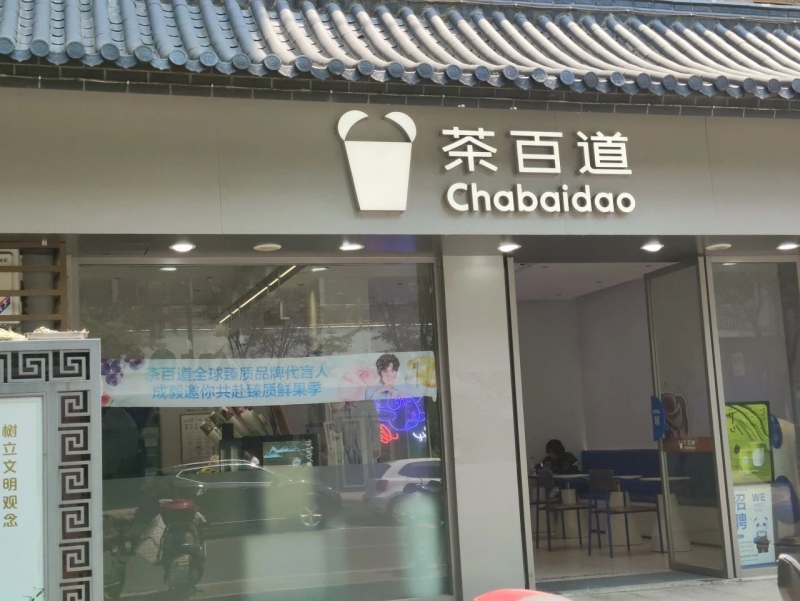 茶百道
Chabaidao
茶百道全球臻质品牌代言人
成毅邀你共赴臻质鲜果季
树立文明观念
招聘
WE